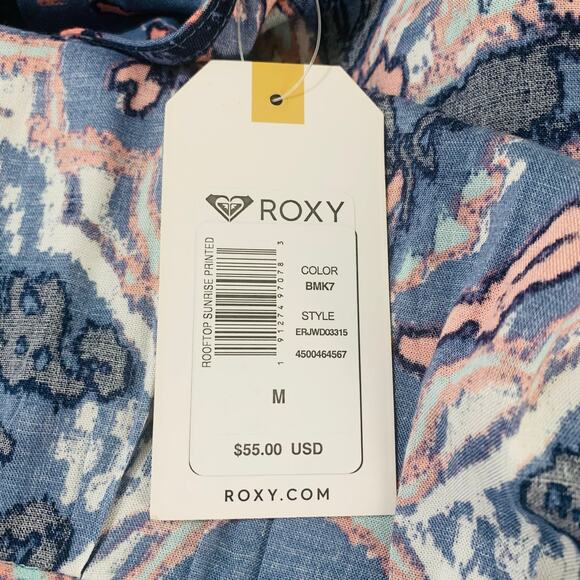 ROXY
ROOFTOP SUNRISE PRINTED
1 91274 97078 3
COLOR
BMK7
STYLE
ERJWD03315
4500464567
M
$55.00 USD
ROXY.COM